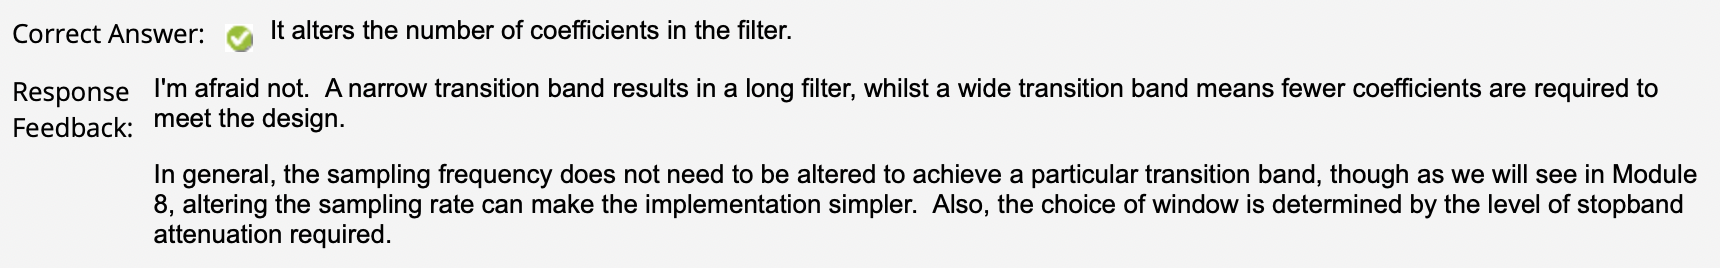 Correct Answer: It alters the number of coefficients in the filter.
Response Feedback: I'm afraid not. A narrow transition band results in a long filter, whilst a wide transition band means fewer coefficients are required to
meet the design.
In general, the sampling frequency does not need to be altered to achieve a particular transition band, though as we will see in Module
8, altering the sampling rate can make the implementation simpler. Also, the choice of window is determined by the level of stopband
attenuation required.